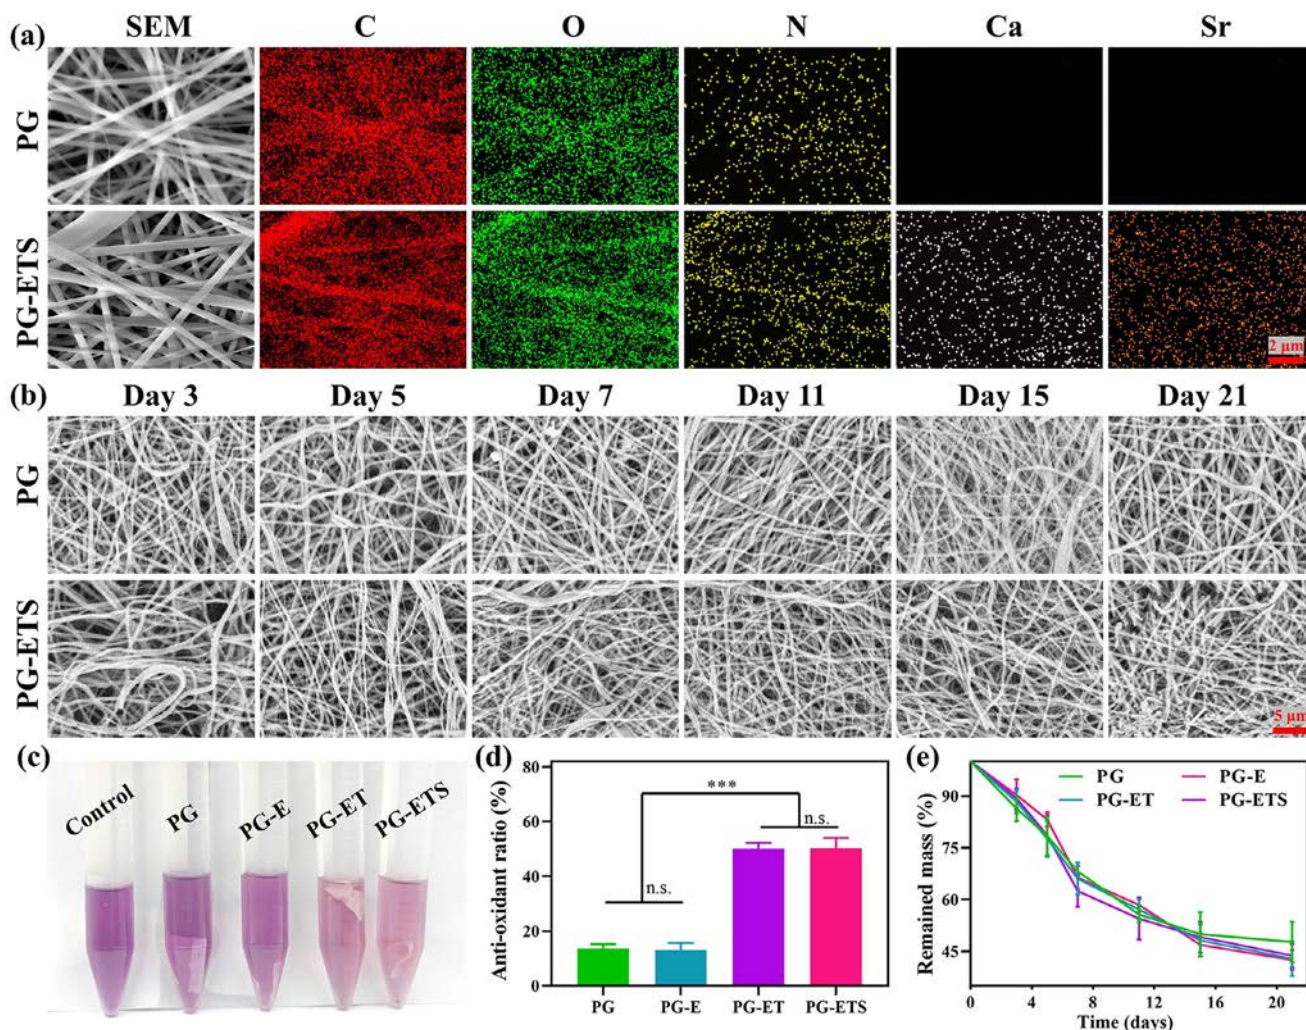 (a) SEM C O N Ca Sr
PG
PG-ETS
2 μm
(b) Day 3 Day 5 Day 7 Day 11 Day 15 Day 21
PG
PG-ETS
5 μm
(c)
Control PG PG-E PG-ET PG-ETS
(d)
Anti-oxidant ratio (%)
80
60
40
20
0
***
n.s.
n.s.
PG PG-E PG-ET PG-ETS
(e)
Remained mass (%)
90
75
60
45
PG PG-E
PG-ET PG-ETS
0 4 8 12 16 20
Time (days)